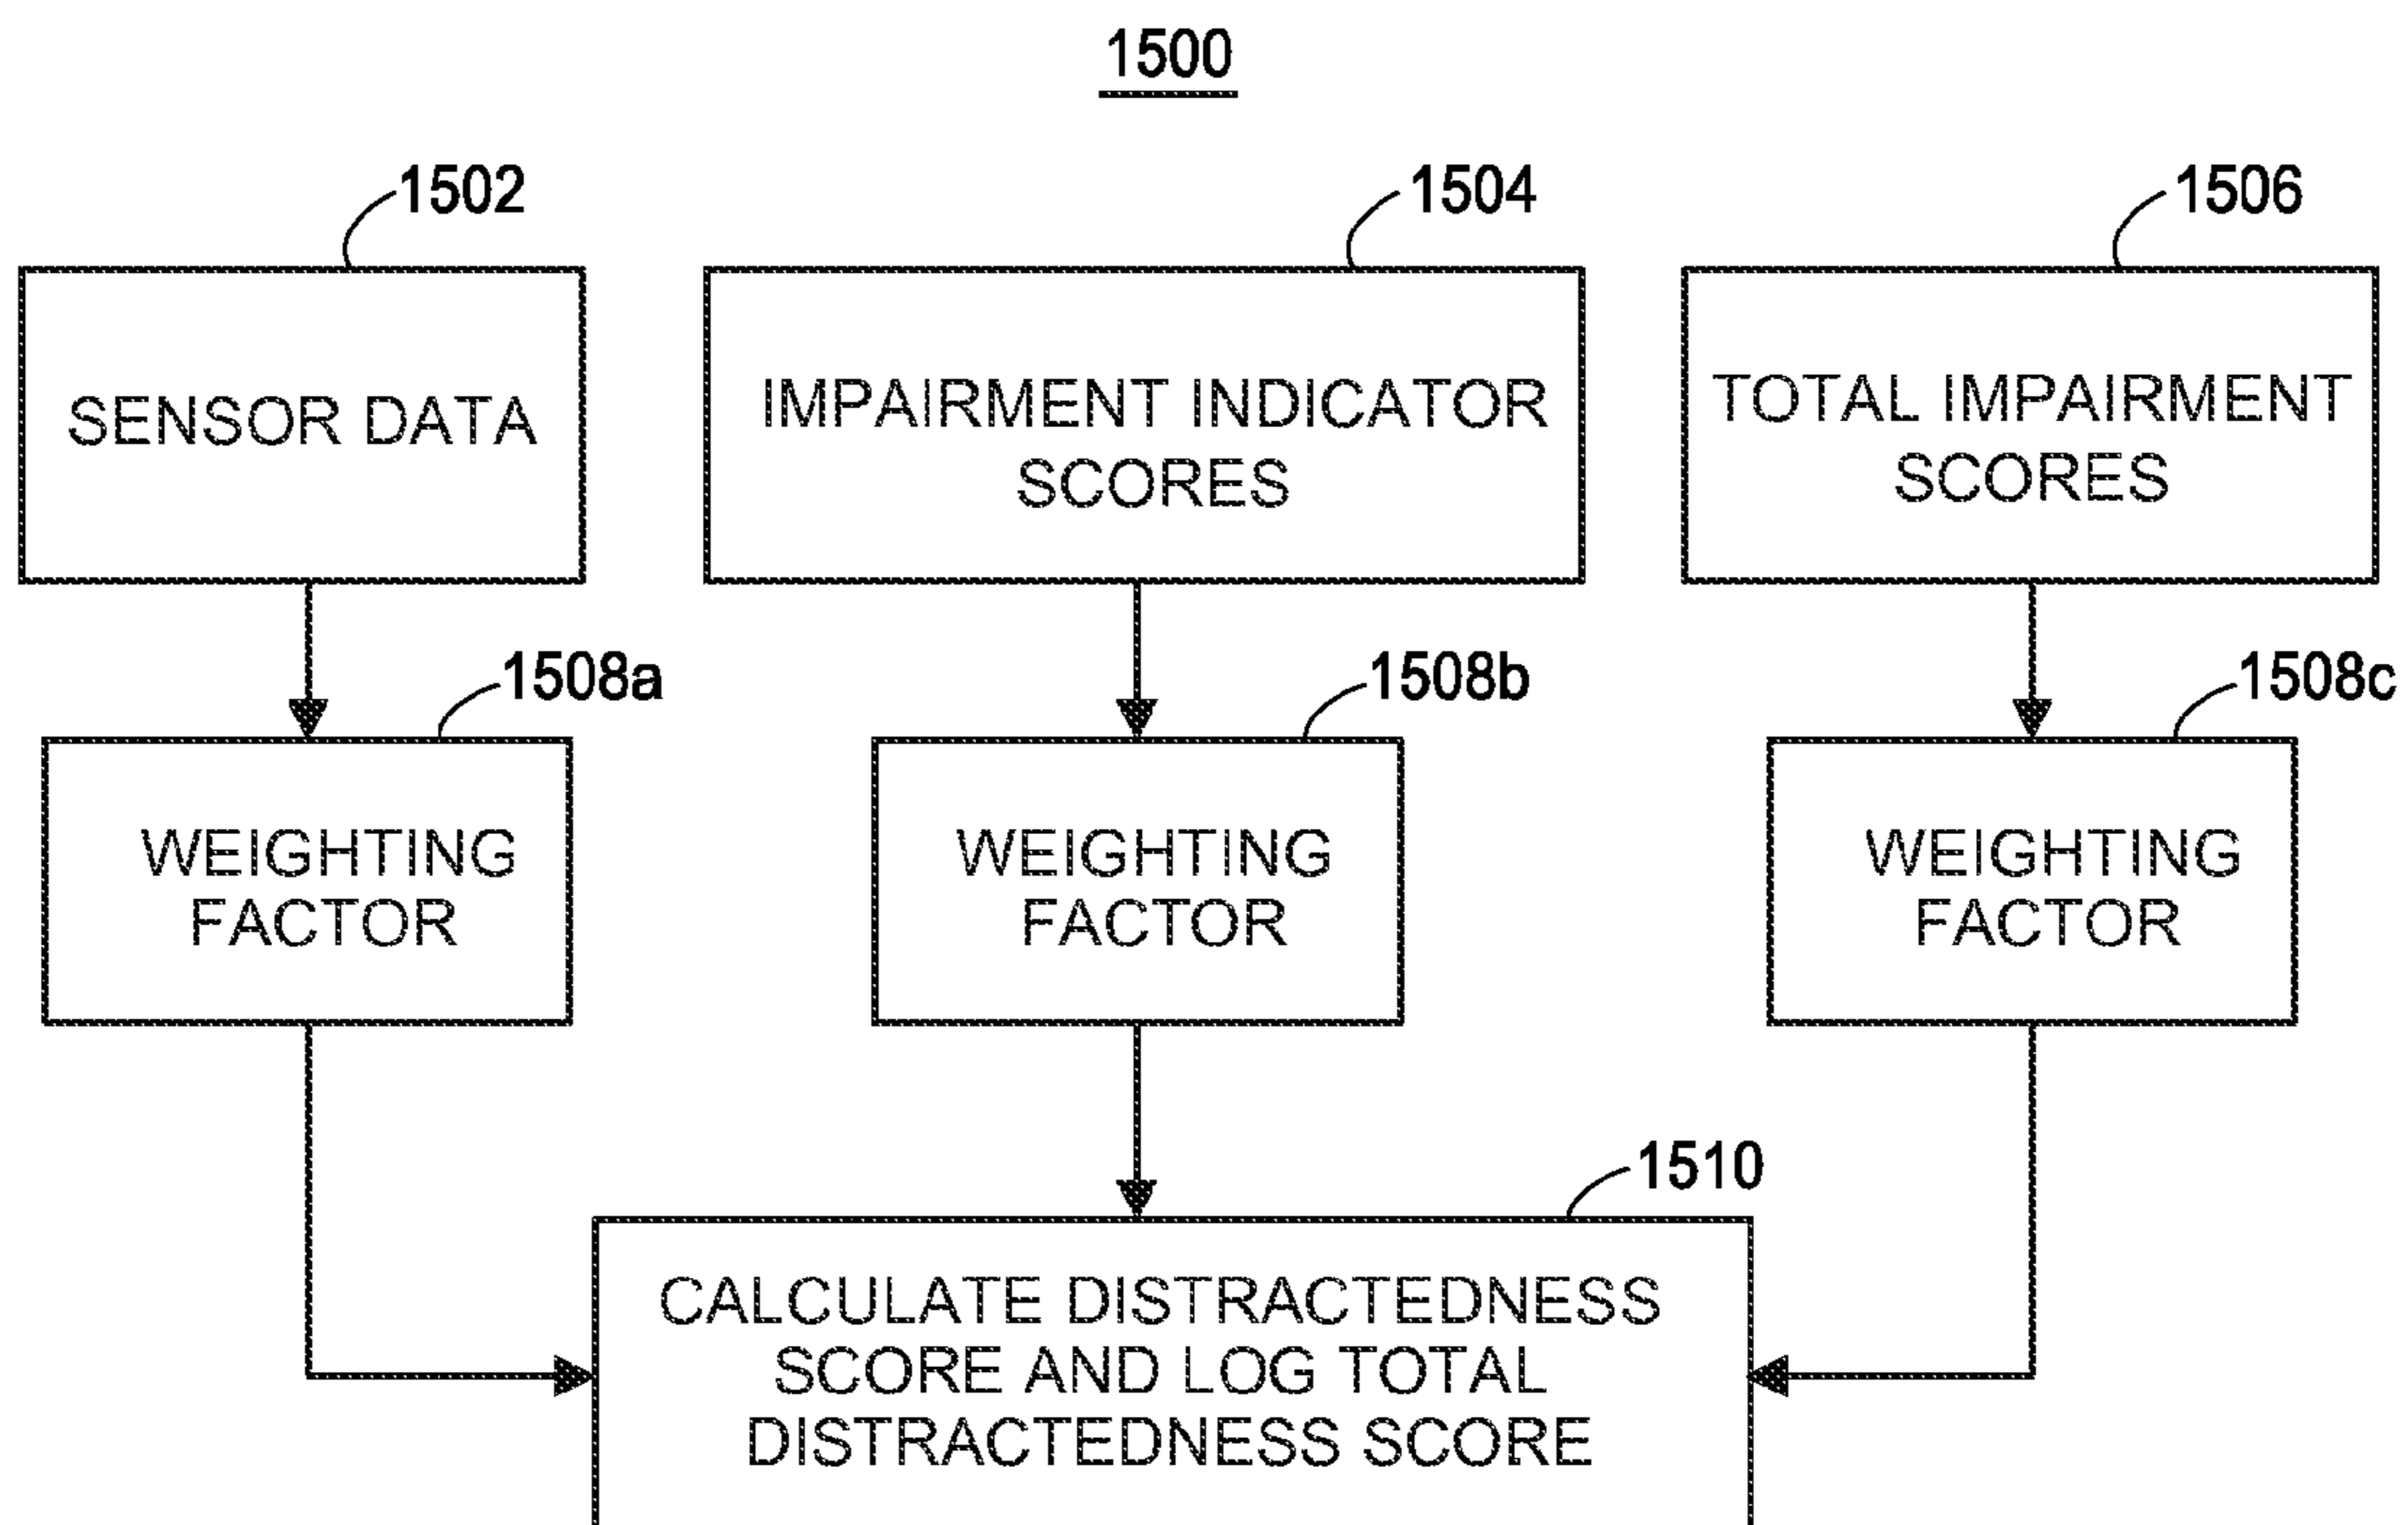 1500
1502
1504
1506
SENSOR DATA
IMPAIRMENT INDICATOR
SCORES
TOTAL IMPAIRMENT
SCORES
1508a
1508b
1508c
WEIGHTING
FACTOR
WEIGHTING
FACTOR
WEIGHTING
FACTOR
1510
CALCULATE DISTRACTEDNESS
SCORE AND LOG TOTAL
DISTRACTEDNESS SCORE